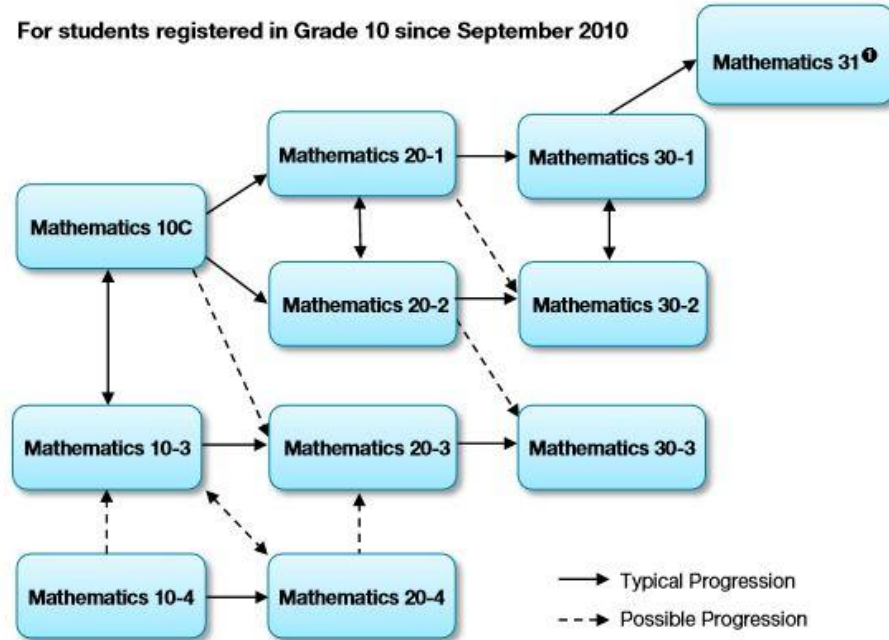 For students registered in Grade 10 since September 2010
Mathematics 31❶
Mathematics 20-1
Mathematics 30-1
Mathematics 10C
Mathematics 20-2
Mathematics 30-2
Mathematics 10-3
Mathematics 20-3
Mathematics 30-3
Mathematics 10-4
Mathematics 20-4
Typical Progression
Possible Progression